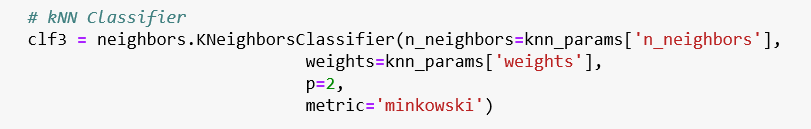 # kNN Classifier
clf3 = neighbors.KNeighborsClassifier(n_neighbors=knn_params['n_neighbors'],
weights=knn_params['weights'],
p=2,
metric='minkowski')